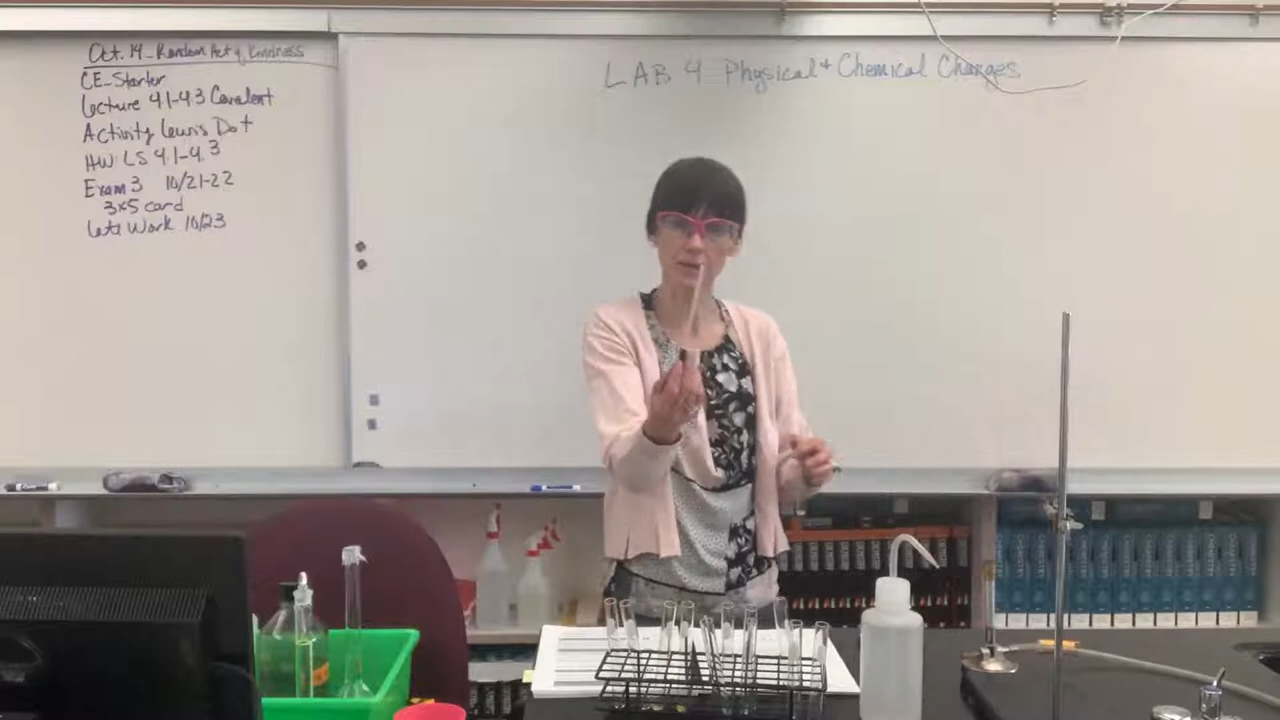 Oct. 14 - Random Act of Kindness
CE-Starter
Lecture 4.1-4.3 Covalent
Activity Lewis Dot
HW LS 4.1-4.3
Exam 3 10/21-22
3x5 card
Late Work 10/23
LAB 4 Physical + Chemical Changes